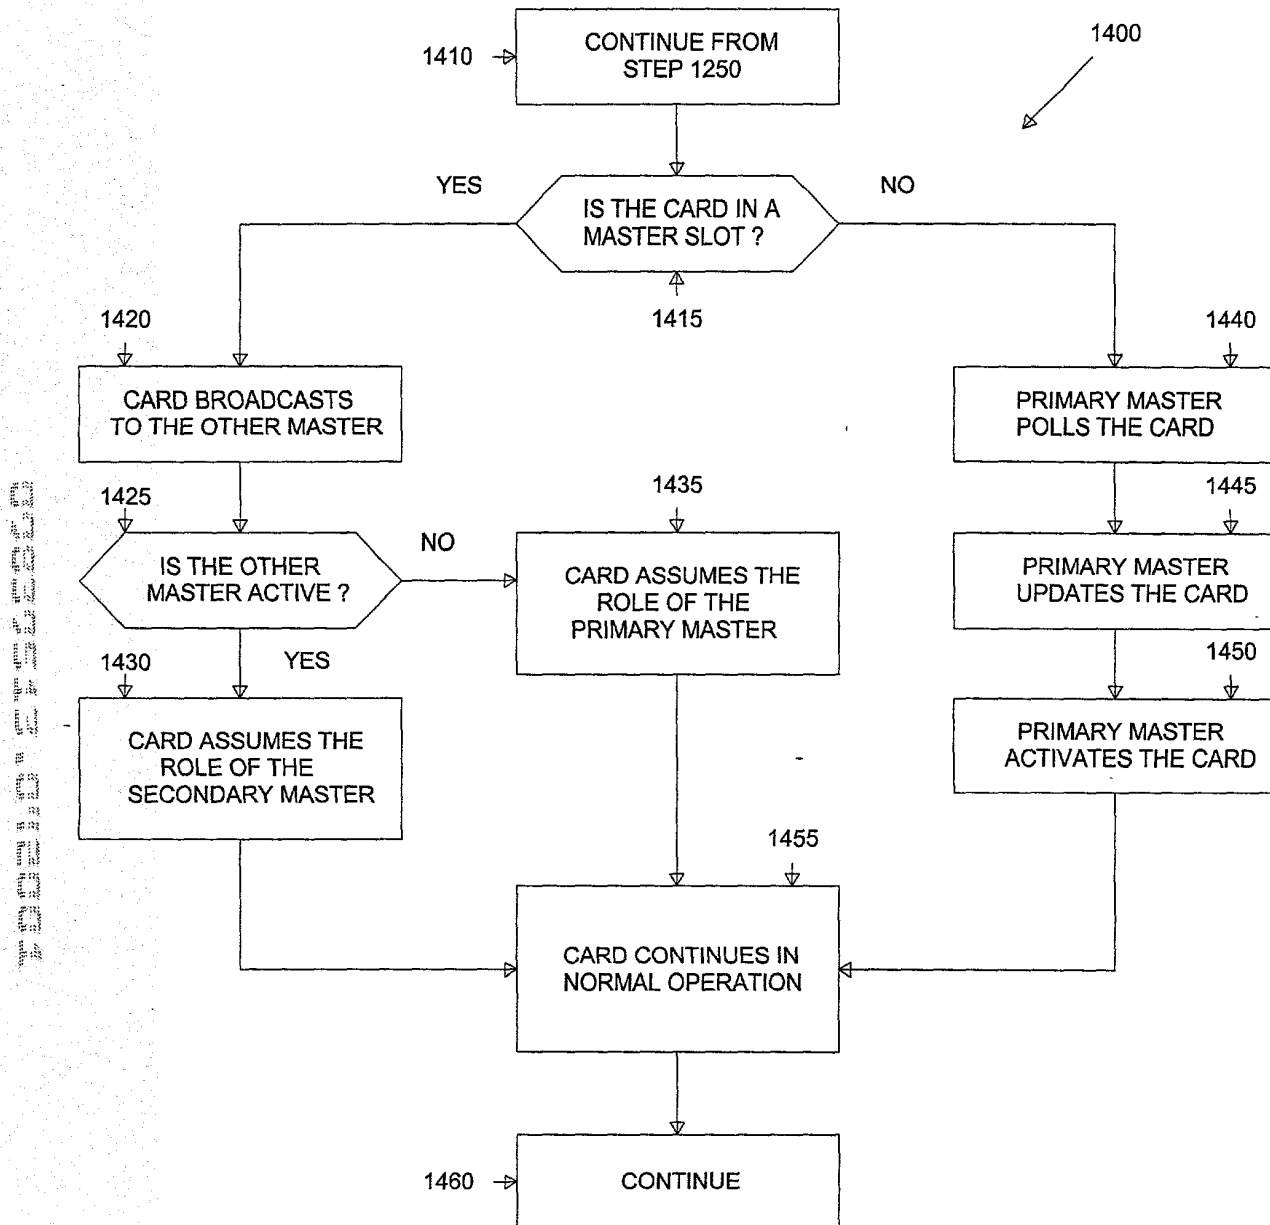 CONTINUE FROM
STEP 1250
1410
1400
YES
NO
IS THE CARD IN A
MASTER SLOT ?
1415
1420
1440
CARD BROADCASTS
TO THE OTHER MASTER
PRIMARY MASTER
POLLS THE CARD
1425
1435
1445
IS THE OTHER
MASTER ACTIVE ?
NO
CARD ASSUMES THE
ROLE OF THE
PRIMARY MASTER
PRIMARY MASTER
UPDATES THE CARD
YES
1430
1450
CARD ASSUMES THE
ROLE OF THE
SECONDARY MASTER
PRIMARY MASTER
ACTIVATES THE CARD
1455
CARD CONTINUES IN
NORMAL OPERATION
1460
CONTINUE